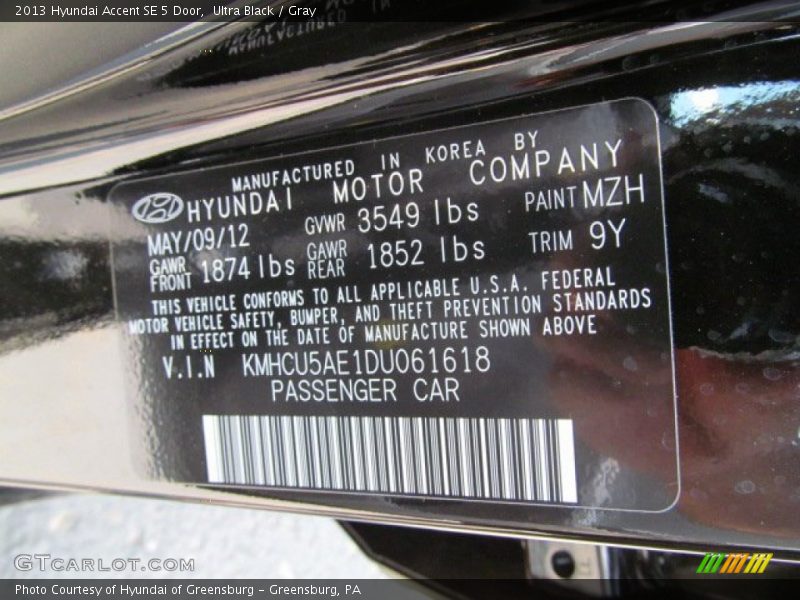 2013 Hyundai Accent SE 5 Door, Ultra Black / Gray
MANUFACTURED IN KOREA BY
HYUNDAI MOTOR COMPANY
MAY/09/12 GVWR 3549 lbs PAINT MZH
GAWR FRONT 1874 lbs GAWR REAR 1852 lbs TRIM 9Y
THIS VEHICLE CONFORMS TO ALL APPLICABLE U.S.A. FEDERAL
MOTOR VEHICLE SAFETY, BUMPER, AND THEFT PREVENTION STANDARDS
IN EFFECT ON THE DATE OF MANUFACTURE SHOWN ABOVE
V.I.N KMHCU5AE1DU061618
PASSENGER CAR
GTCARLOT.COM
Photo Courtesy of Hyundai of Greensburg - Greensburg, PA